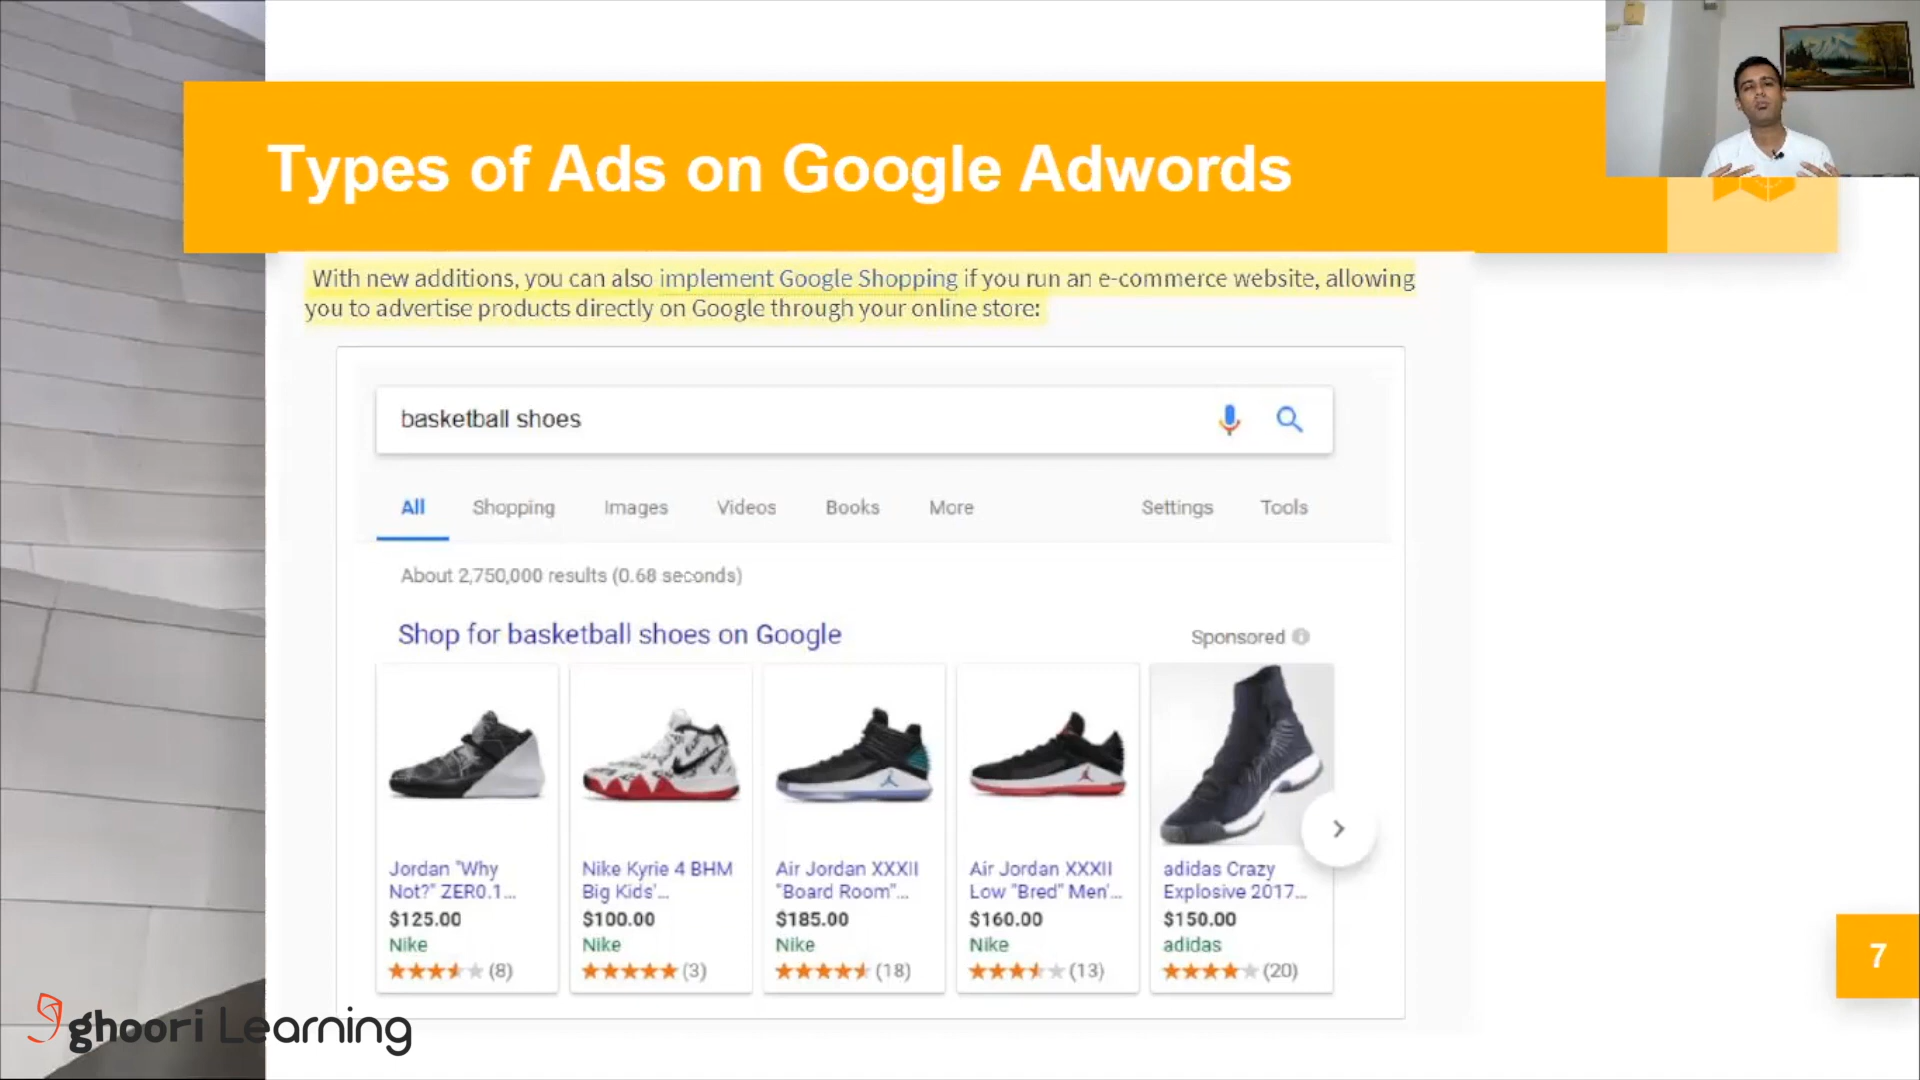 Types of Ads on Google Adwords
With new additions, you can also implement Google Shopping if you run an e-commerce website, allowing
you to advertise products directly on Google through your online store:
basketball shoes
All Shopping Images Videos Books More Settings Tools
About 2,750,000 results (0.68 seconds)
Shop for basketball shoes on Google
Sponsored
Jordan "Why
Not?" ZER0.1...
$125.00
Nike
(8)
Nike Kyrie 4 BHM
Big Kids'...
$100.00
Nike
(3)
Air Jordan XXXII
"Board Room"...
$185.00
Nike
(18)
Air Jordan XXXII
Low "Bred" Men'...
$160.00
Nike
(13)
adidas Crazy
Explosive 2017...
$150.00
adidas
(20)
7
ghoori Learning